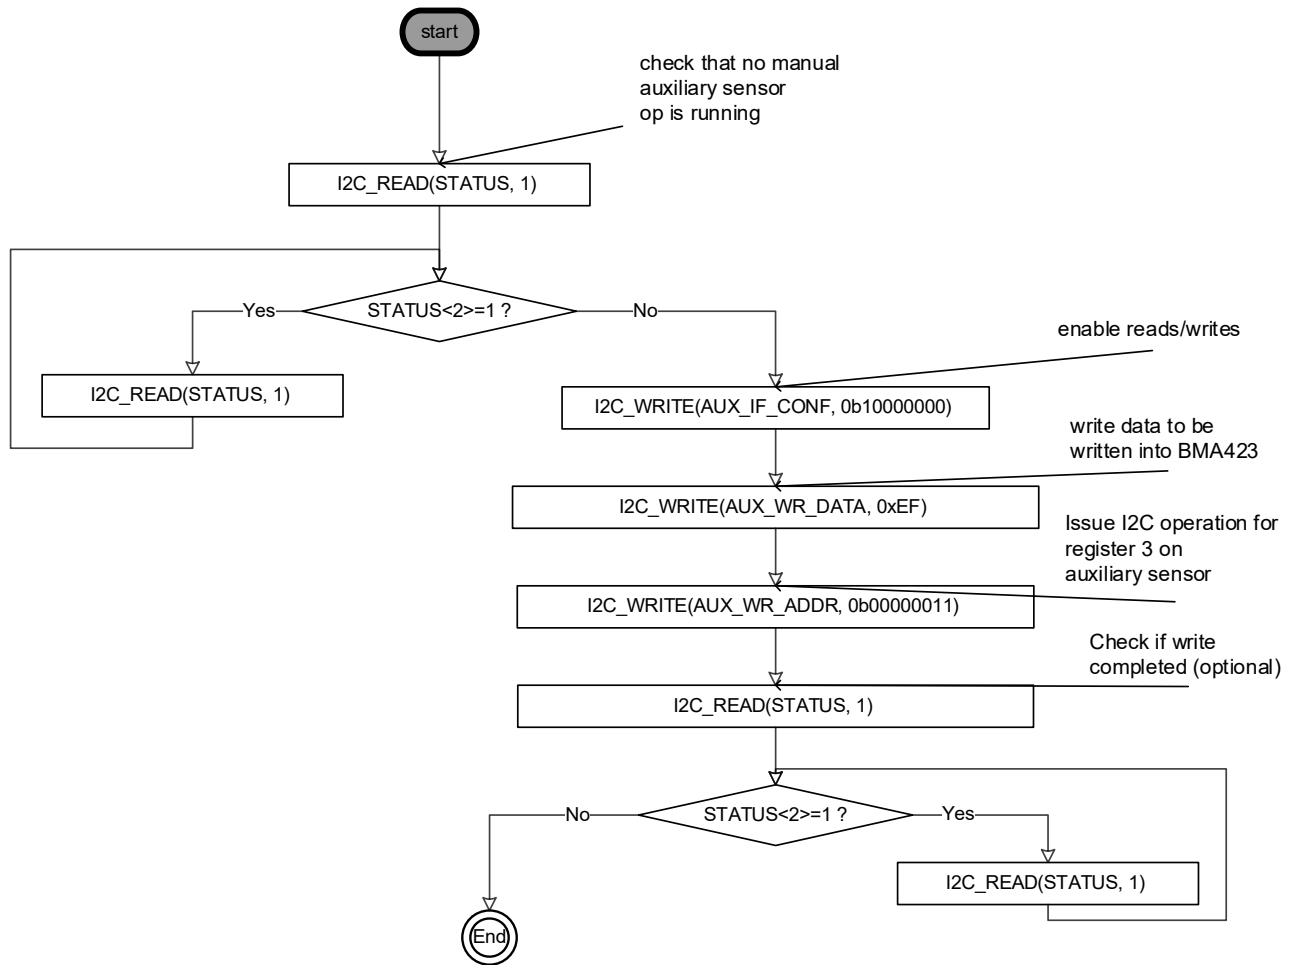 start
check that no manual
auxiliary sensor
op is running
I2C_READ(STATUS, 1)
STATUS<2>=1 ?
Yes
No
I2C_READ(STATUS, 1)
enable reads/writes
I2C_WRITE(AUX_IF_CONF, 0b10000000)
write data to be
written into BMA423
I2C_WRITE(AUX_WR_DATA, 0xEF)
Issue I2C operation for
register 3 on
auxiliary sensor
I2C_WRITE(AUX_WR_ADDR, 0b00000011)
Check if write
completed (optional)
I2C_READ(STATUS, 1)
STATUS<2>=1 ?
No
Yes
I2C_READ(STATUS, 1)
End